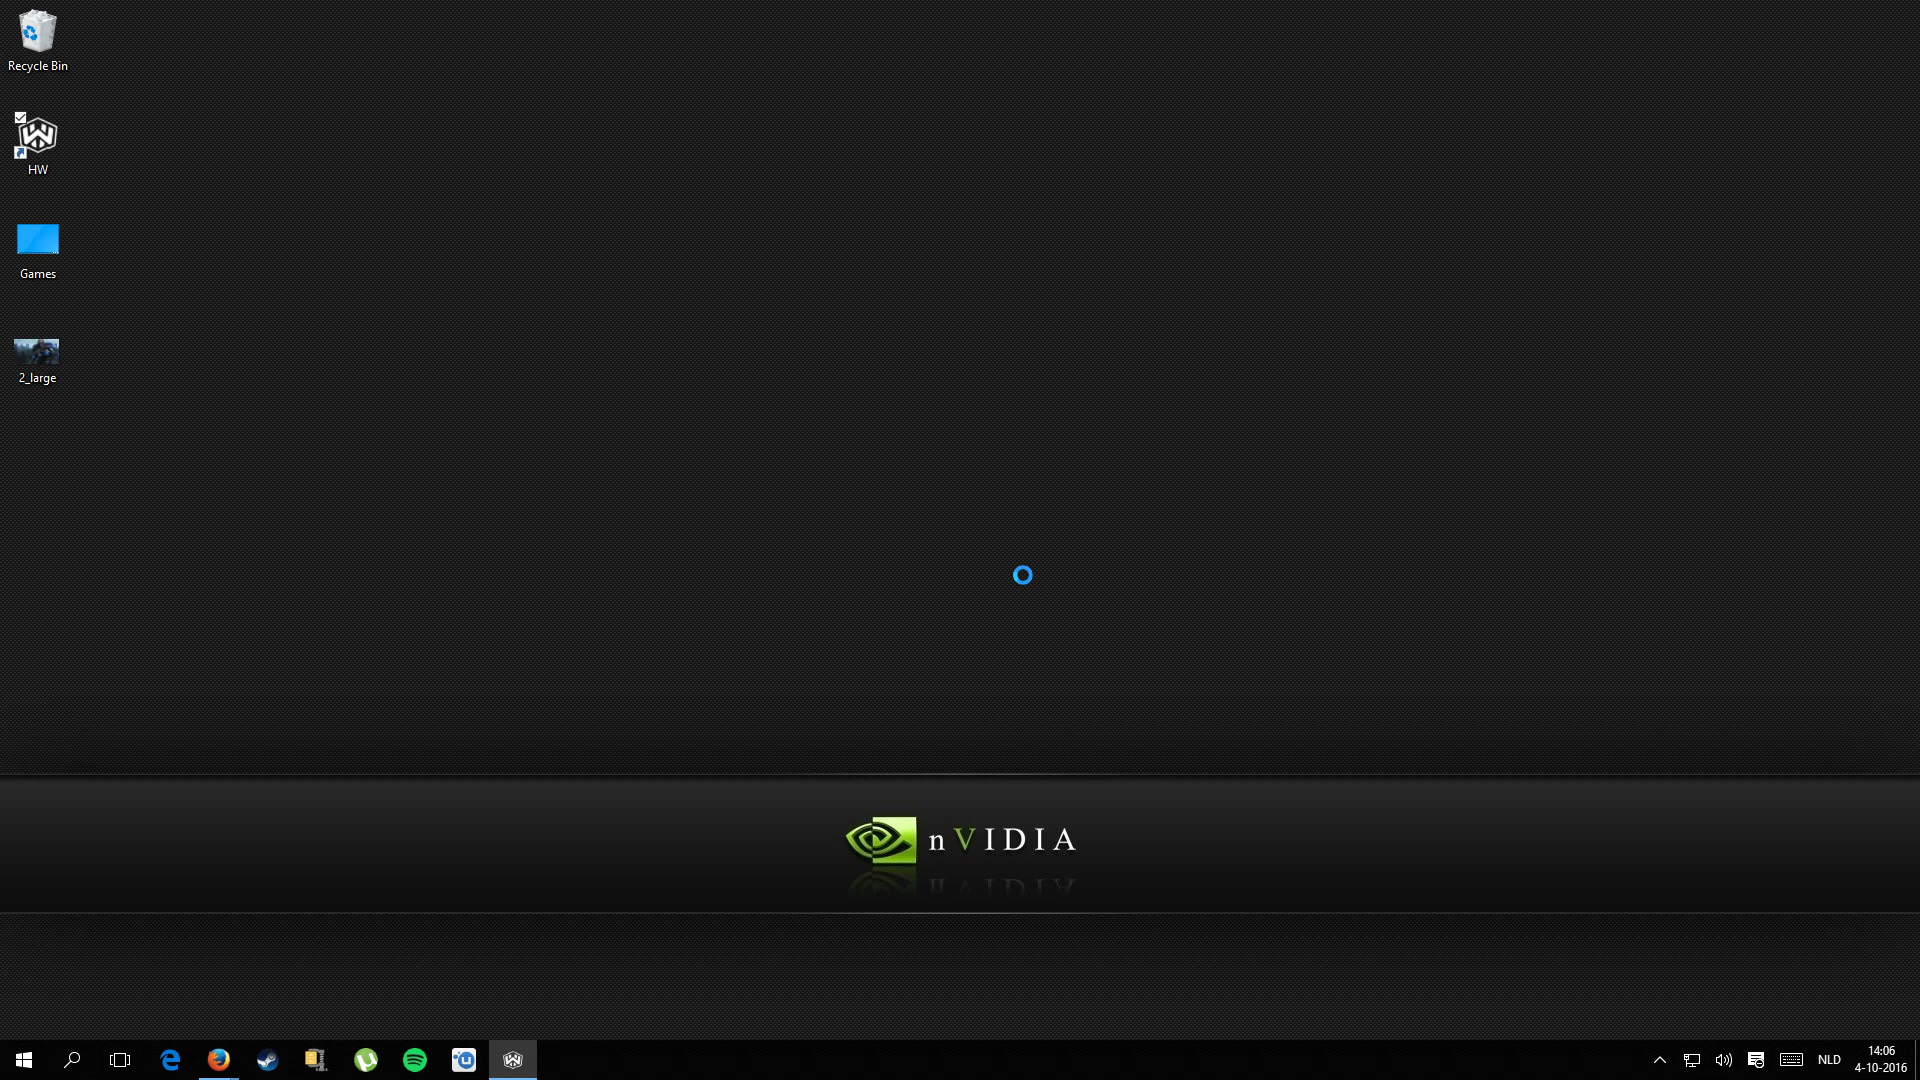 Recycle Bin
HW
Games
2_large
nVIDIA
NLD
14:06
4-10-2016